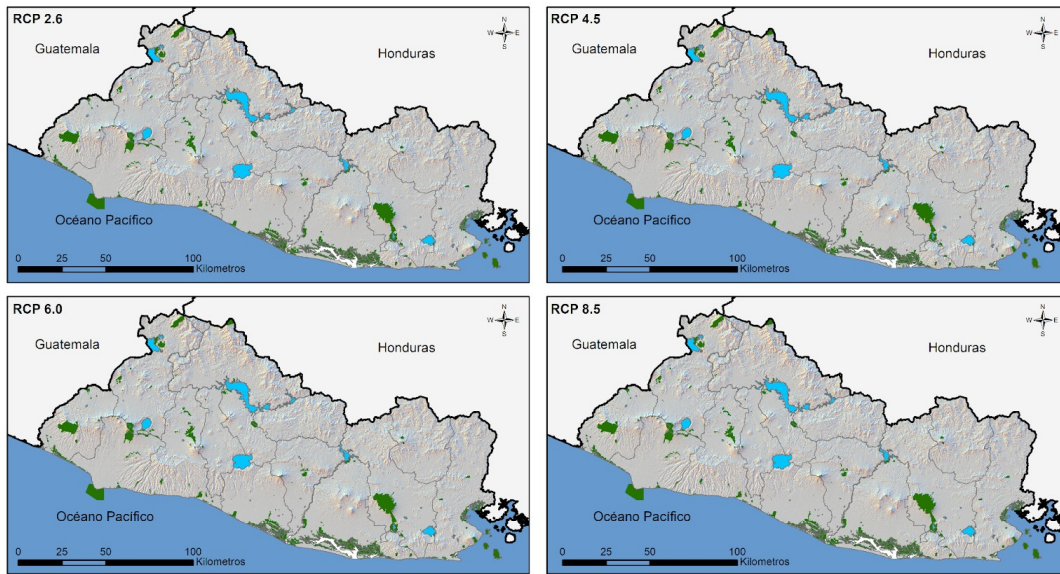 RCP 2.6
N
W E
S
Guatemala
Honduras
Océano Pacífico
0 25 50 100
Kilometros
RCP 4.5
N
W E
S
Guatemala
Honduras
Océano Pacífico
0 25 50 100
Kilometros
RCP 6.0
N
W E
S
Guatemala
Honduras
Océano Pacífico
0 25 50 100
Kilometros
RCP 8.5
N
W E
S
Guatemala
Honduras
Océano Pacífico
0 25 50 100
Kilometros